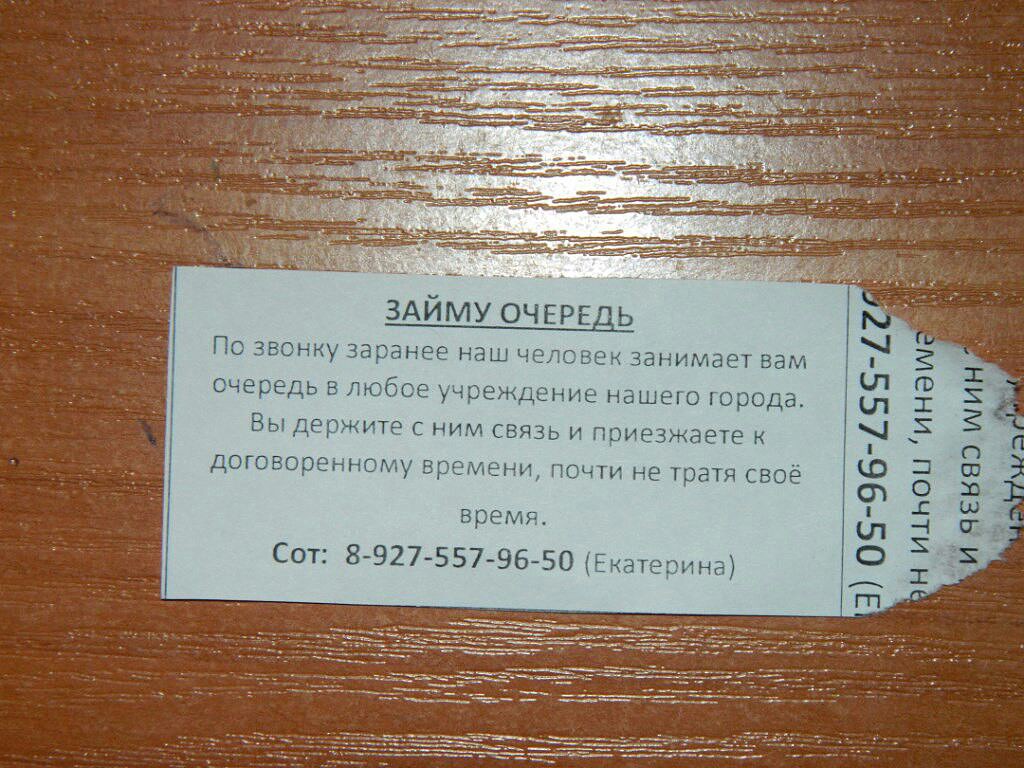 ЗАЙМУ ОЧЕРЕДЬ
По звонку заранее наш человек занимает вам
очередь в любое учреждение нашего города.
Вы держите с ним связь и приезжаете к
договоренному времени, почти не тратя своё
время.
Сот: 8-927-557-96-50 (Екатерина)
927-557-96-50 (Е
емени, почти не
с ним связь и